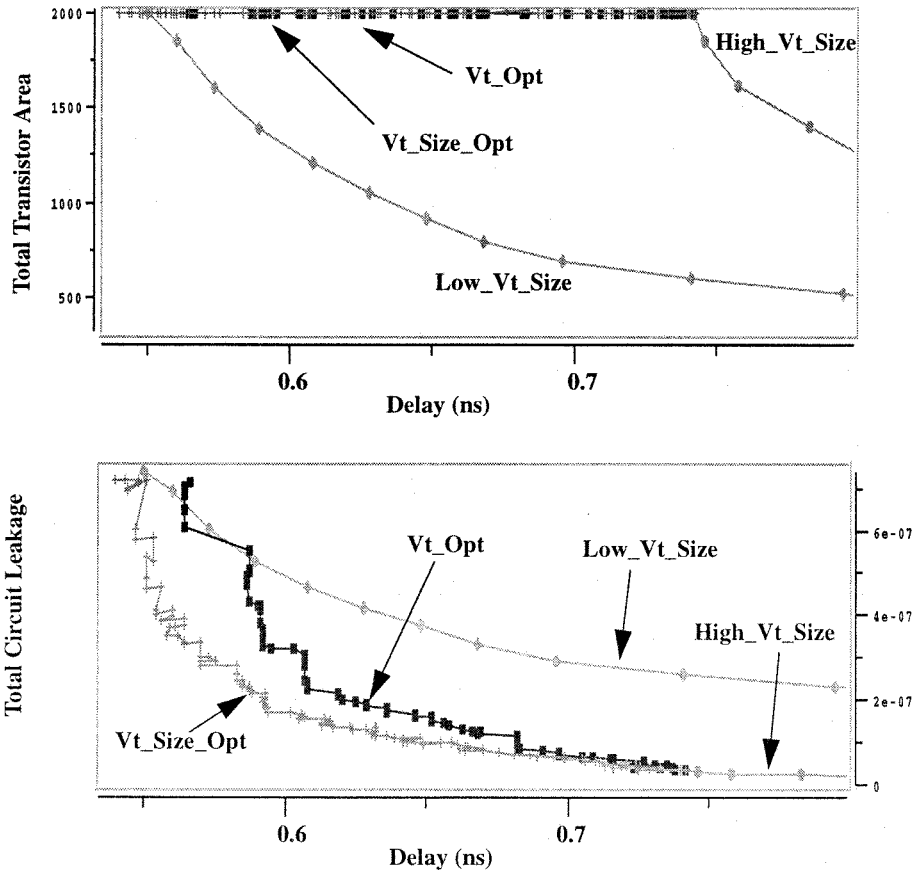 2000
1500
1000
500
Total Transistor Area
High_Vt_Size
Vt_Opt
Vt_Size_Opt
Low_Vt_Size
0.6
0.7
Delay (ns)
Total Circuit Leakage
Vt_Opt
Low_Vt_Size
High_Vt_Size
Vt_Size_Opt
6e-07
4e-07
2e-07
0
0.6
0.7
Delay (ns)